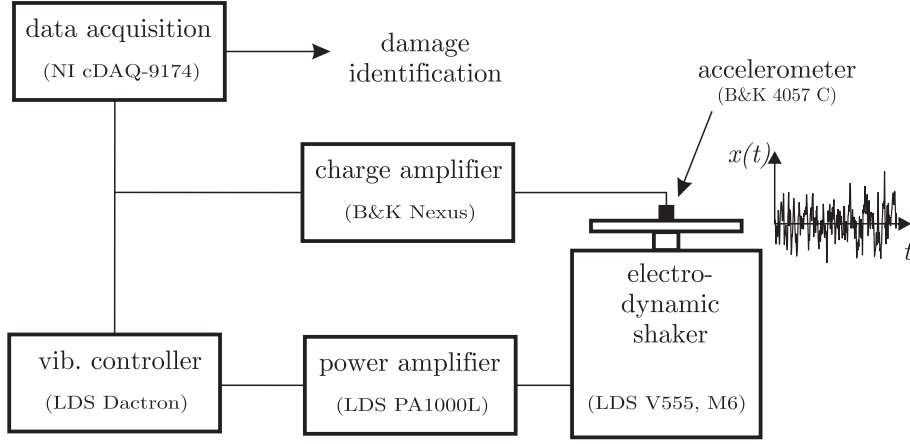 data acquisition
(NI cDAQ-9174)
damage
identification
accelerometer
(B&K 4057 C)
charge amplifier
(B&K Nexus)
x(t)
t
electro-
dynamic
shaker
(LDS V555, M6)
vib. controller
(LDS Dactron)
power amplifier
(LDS PA1000L)